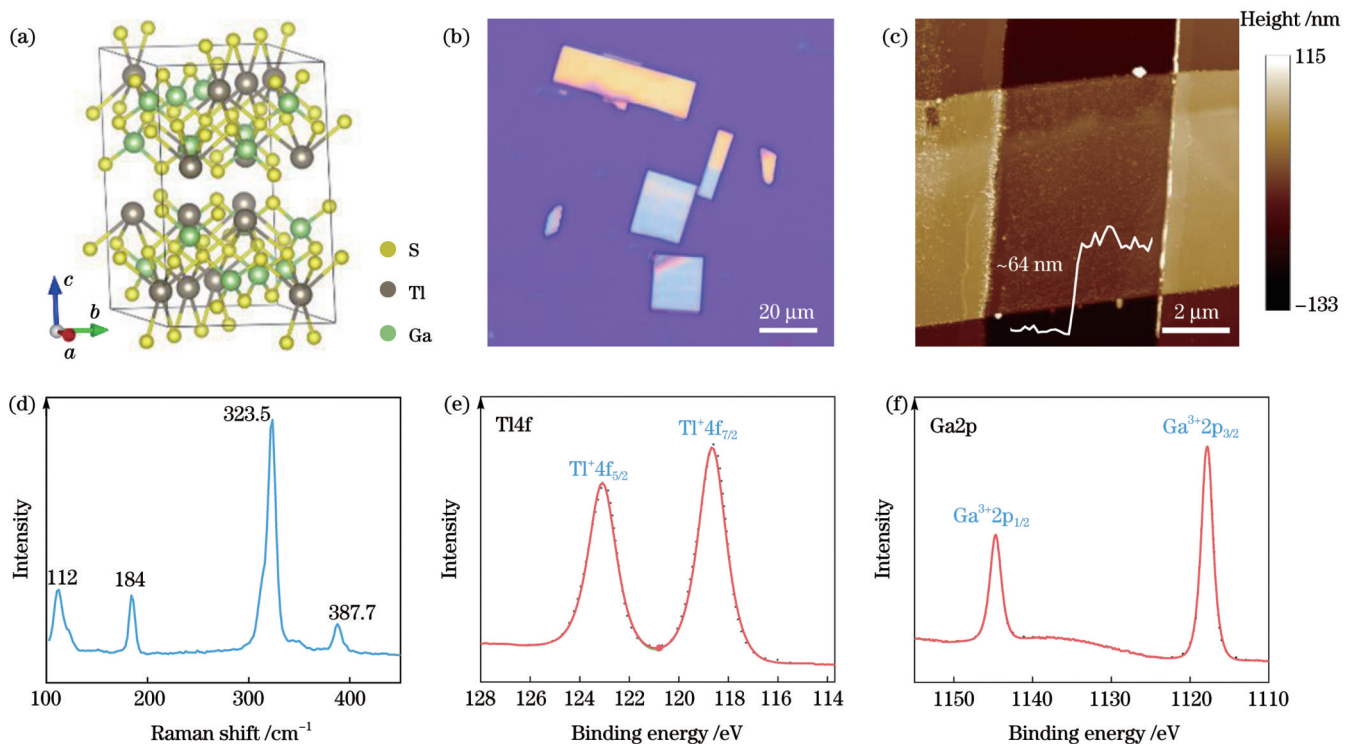 (a)
S
Tl
Ga
c
b
a
(b)
20 μm
(c)
~64 nm
2 μm
Height /nm
115
−133
(d)
323.5
112
184
387.7
Intensity
100
200
300
400
Raman shift /cm⁻¹
(e)
Tl4f
Tl⁺4f₅/₂
Tl⁺4f₇/₂
Intensity
128
126
124
122
120
118
116
114
Binding energy /eV
(f)
Ga2p
Ga³⁺2p₁/₂
Ga³⁺2p₃/₂
Intensity
1150
1140
1130
1120
1110
Binding energy /eV